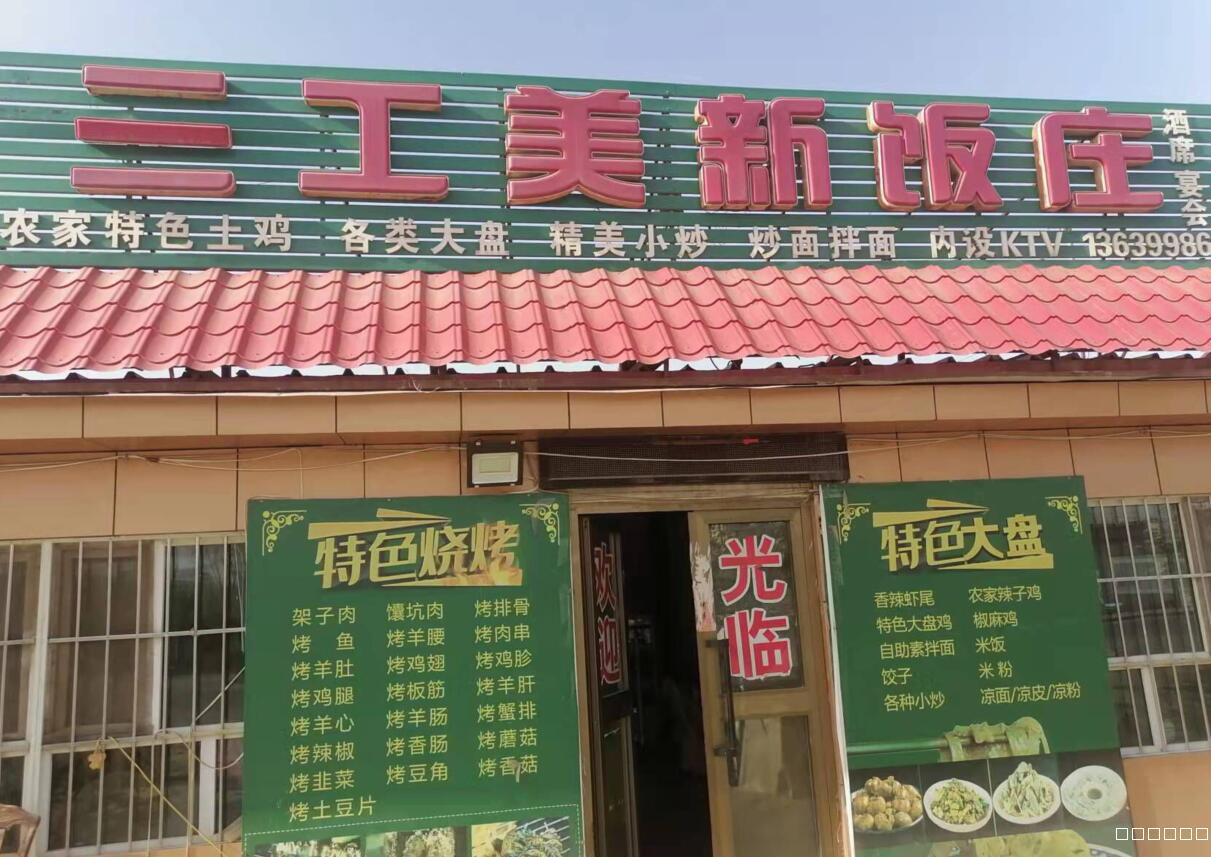 三工美新饭庄
酒席宴会
农家特色土鸡 各类大盘 精美小炒 炒面拌面 内设KTV 13639986
特色烧烤
架子肉 馕坑肉 烤排骨
烤鱼 烤羊腰 烤肉串
烤羊肚 烤鸡翅 烤鸡胗
烤鸡腿 烤板筋 烤羊肝
烤羊心 烤羊肠 烤蟹排
烤辣椒 烤香肠 烤蘑菇
烤韭菜 烤豆角 烤香菇
烤土豆片
欢迎
光临
特色大盘
香辣虾尾 农家辣子鸡
特色大盘鸡 椒麻鸡
自助素拌面 米饭
饺子 米粉
各种小炒 凉面/凉皮/凉粉